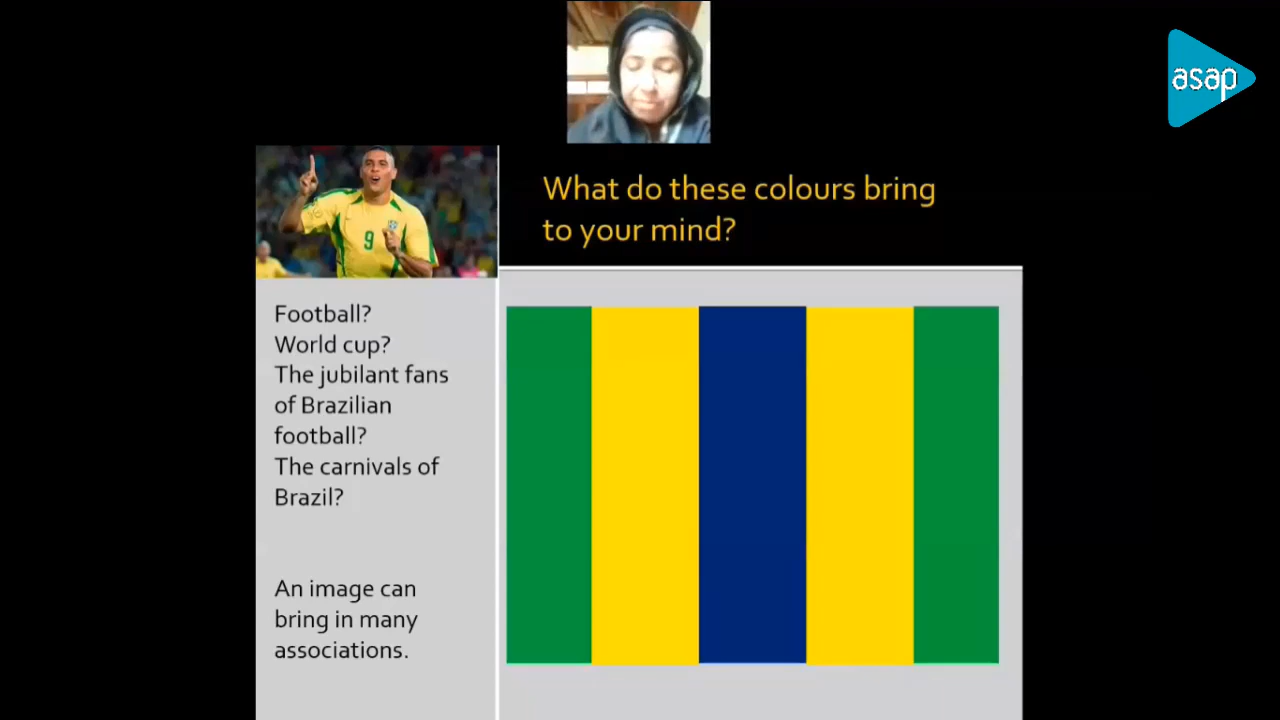 asap
What do these colours bring
to your mind?
9
Football?
World cup?
The jubilant fans
of Brazilian
football?
The carnivals of
Brazil?
An image can
bring in many
associations.